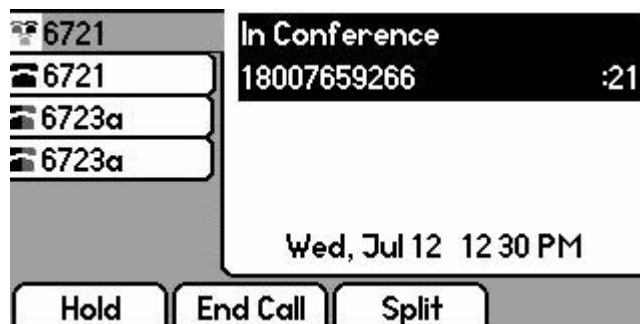 6721
6721
6723a
6723a
In Conference
18007659266 :21
Wed, Jul 12 12 30 PM
Hold End Call Split